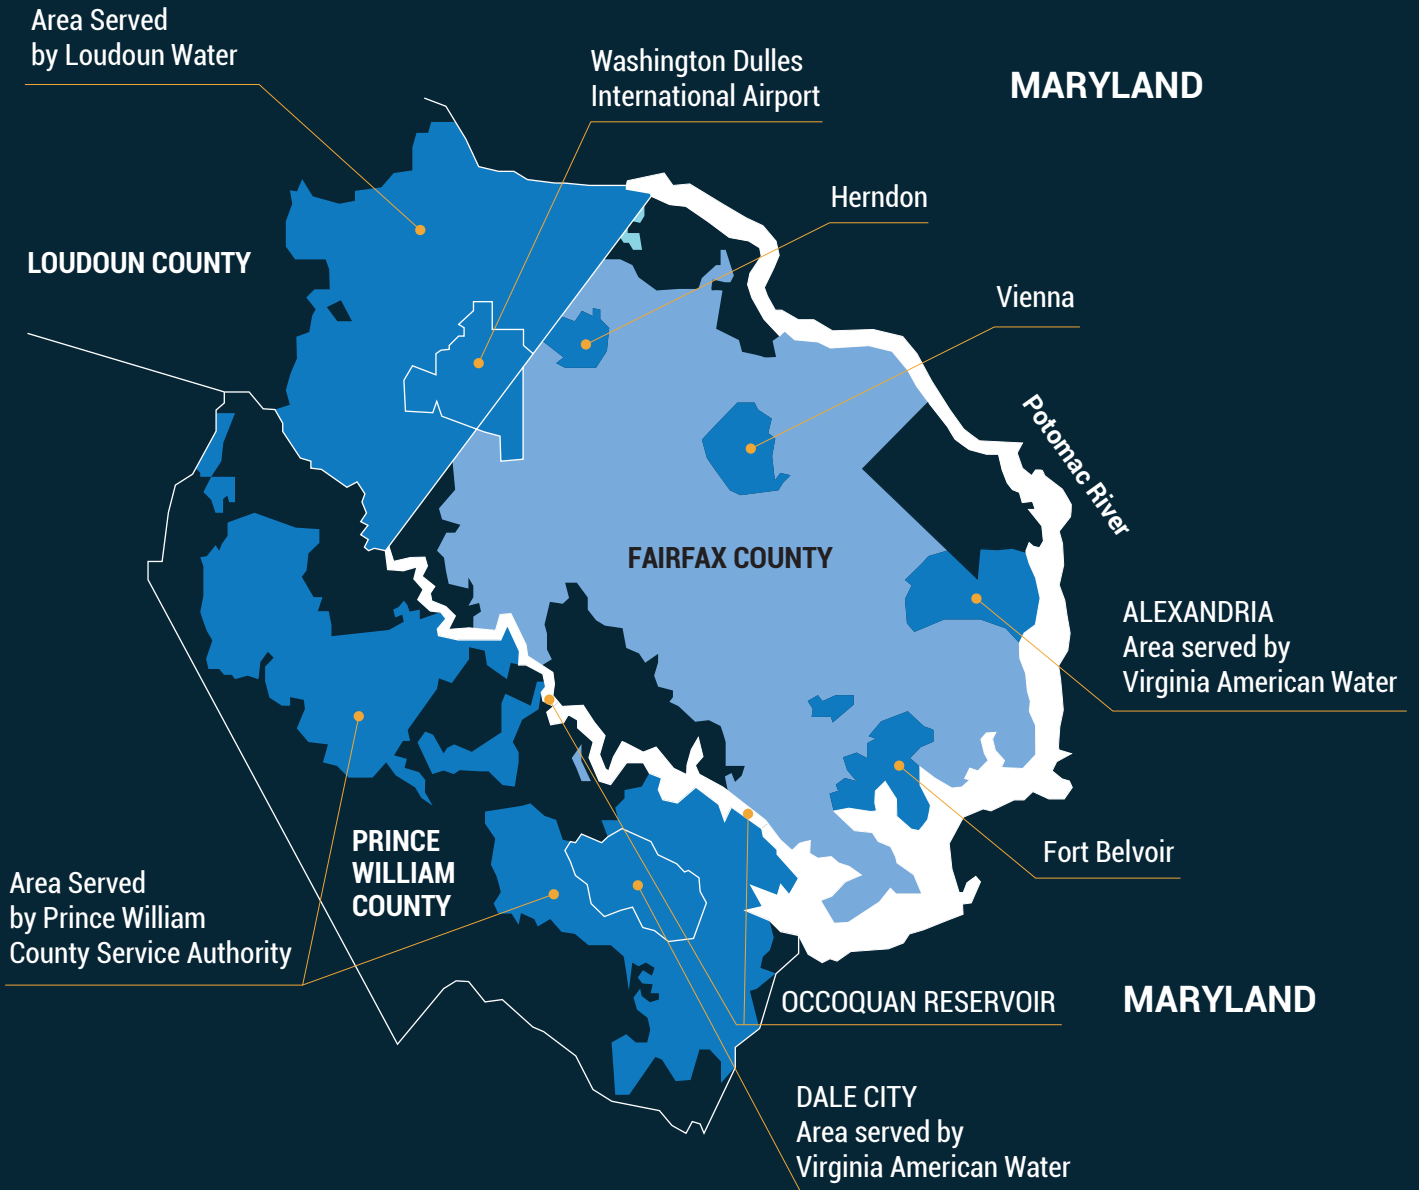 Area Served
by Loudoun Water
Washington Dulles
International Airport
MARYLAND
Herndon
LOUDOUN COUNTY
Vienna
Potomac River
FAIRFAX COUNTY
ALEXANDRIA
Area served by
Virginia American Water
PRINCE
WILLIAM
COUNTY
Fort Belvoir
Area Served
by Prince William
County Service Authority
OCCOQUAN RESERVOIR
MARYLAND
DALE CITY
Area served by
Virginia American Water